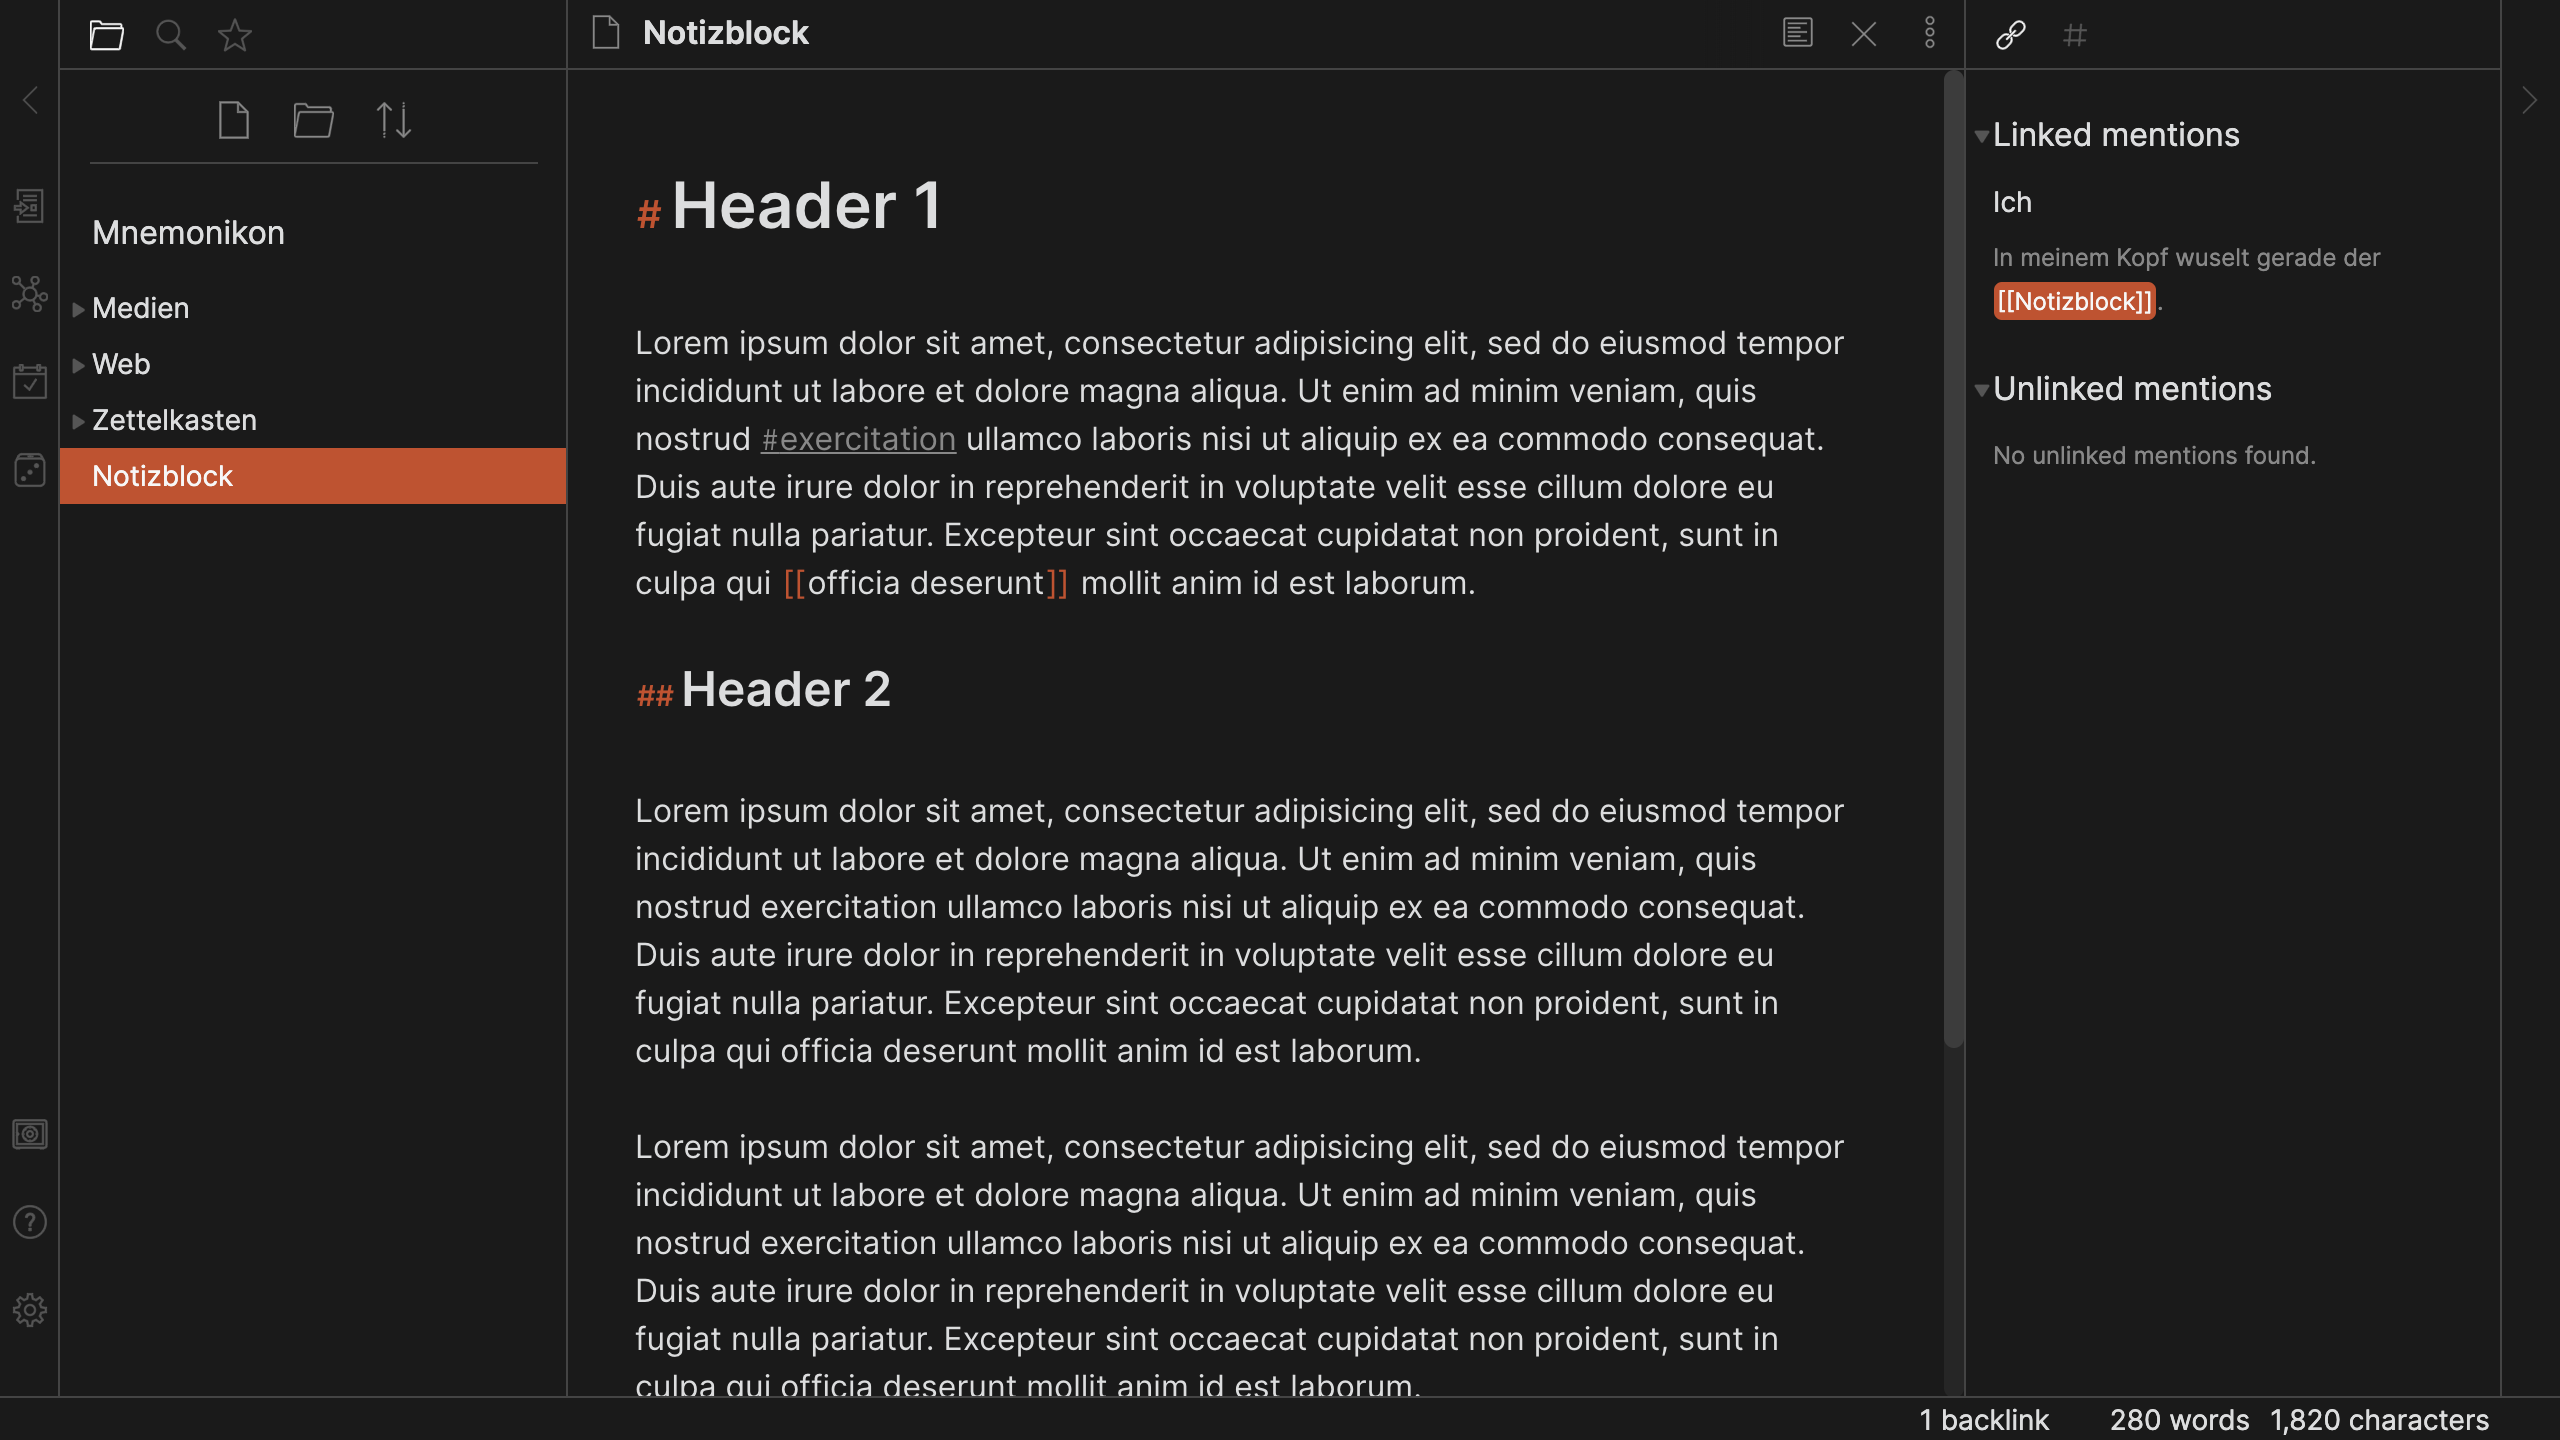 Notizblock
Mnemonikon
Medien
Web
Zettelkasten
Notizblock
# Header 1
Lorem ipsum dolor sit amet, consectetur adipisicing elit, sed do eiusmod tempor
incididunt ut labore et dolore magna aliqua. Ut enim ad minim veniam, quis
nostrud #exercitation ullamco laboris nisi ut aliquip ex ea commodo consequat.
Duis aute irure dolor in reprehenderit in voluptate velit esse cillum dolore eu
fugiat nulla pariatur. Excepteur sint occaecat cupidatat non proident, sunt in
culpa qui [[officia deserunt]] mollit anim id est laborum.
## Header 2
Lorem ipsum dolor sit amet, consectetur adipisicing elit, sed do eiusmod tempor
incididunt ut labore et dolore magna aliqua. Ut enim ad minim veniam, quis
nostrud exercitation ullamco laboris nisi ut aliquip ex ea commodo consequat.
Duis aute irure dolor in reprehenderit in voluptate velit esse cillum dolore eu
fugiat nulla pariatur. Excepteur sint occaecat cupidatat non proident, sunt in
culpa qui officia deserunt mollit anim id est laborum.
Lorem ipsum dolor sit amet, consectetur adipisicing elit, sed do eiusmod tempor
incididunt ut labore et dolore magna aliqua. Ut enim ad minim veniam, quis
nostrud exercitation ullamco laboris nisi ut aliquip ex ea commodo consequat.
Duis aute irure dolor in reprehenderit in voluptate velit esse cillum dolore eu
fugiat nulla pariatur. Excepteur sint occaecat cupidatat non proident, sunt in
culpa qui officia deserunt mollit anim id est laborum.
Linked mentions
Ich
In meinem Kopf wuselt gerade der
[[Notizblock]].
Unlinked mentions
No unlinked mentions found.
1 backlink 280 words 1,820 characters